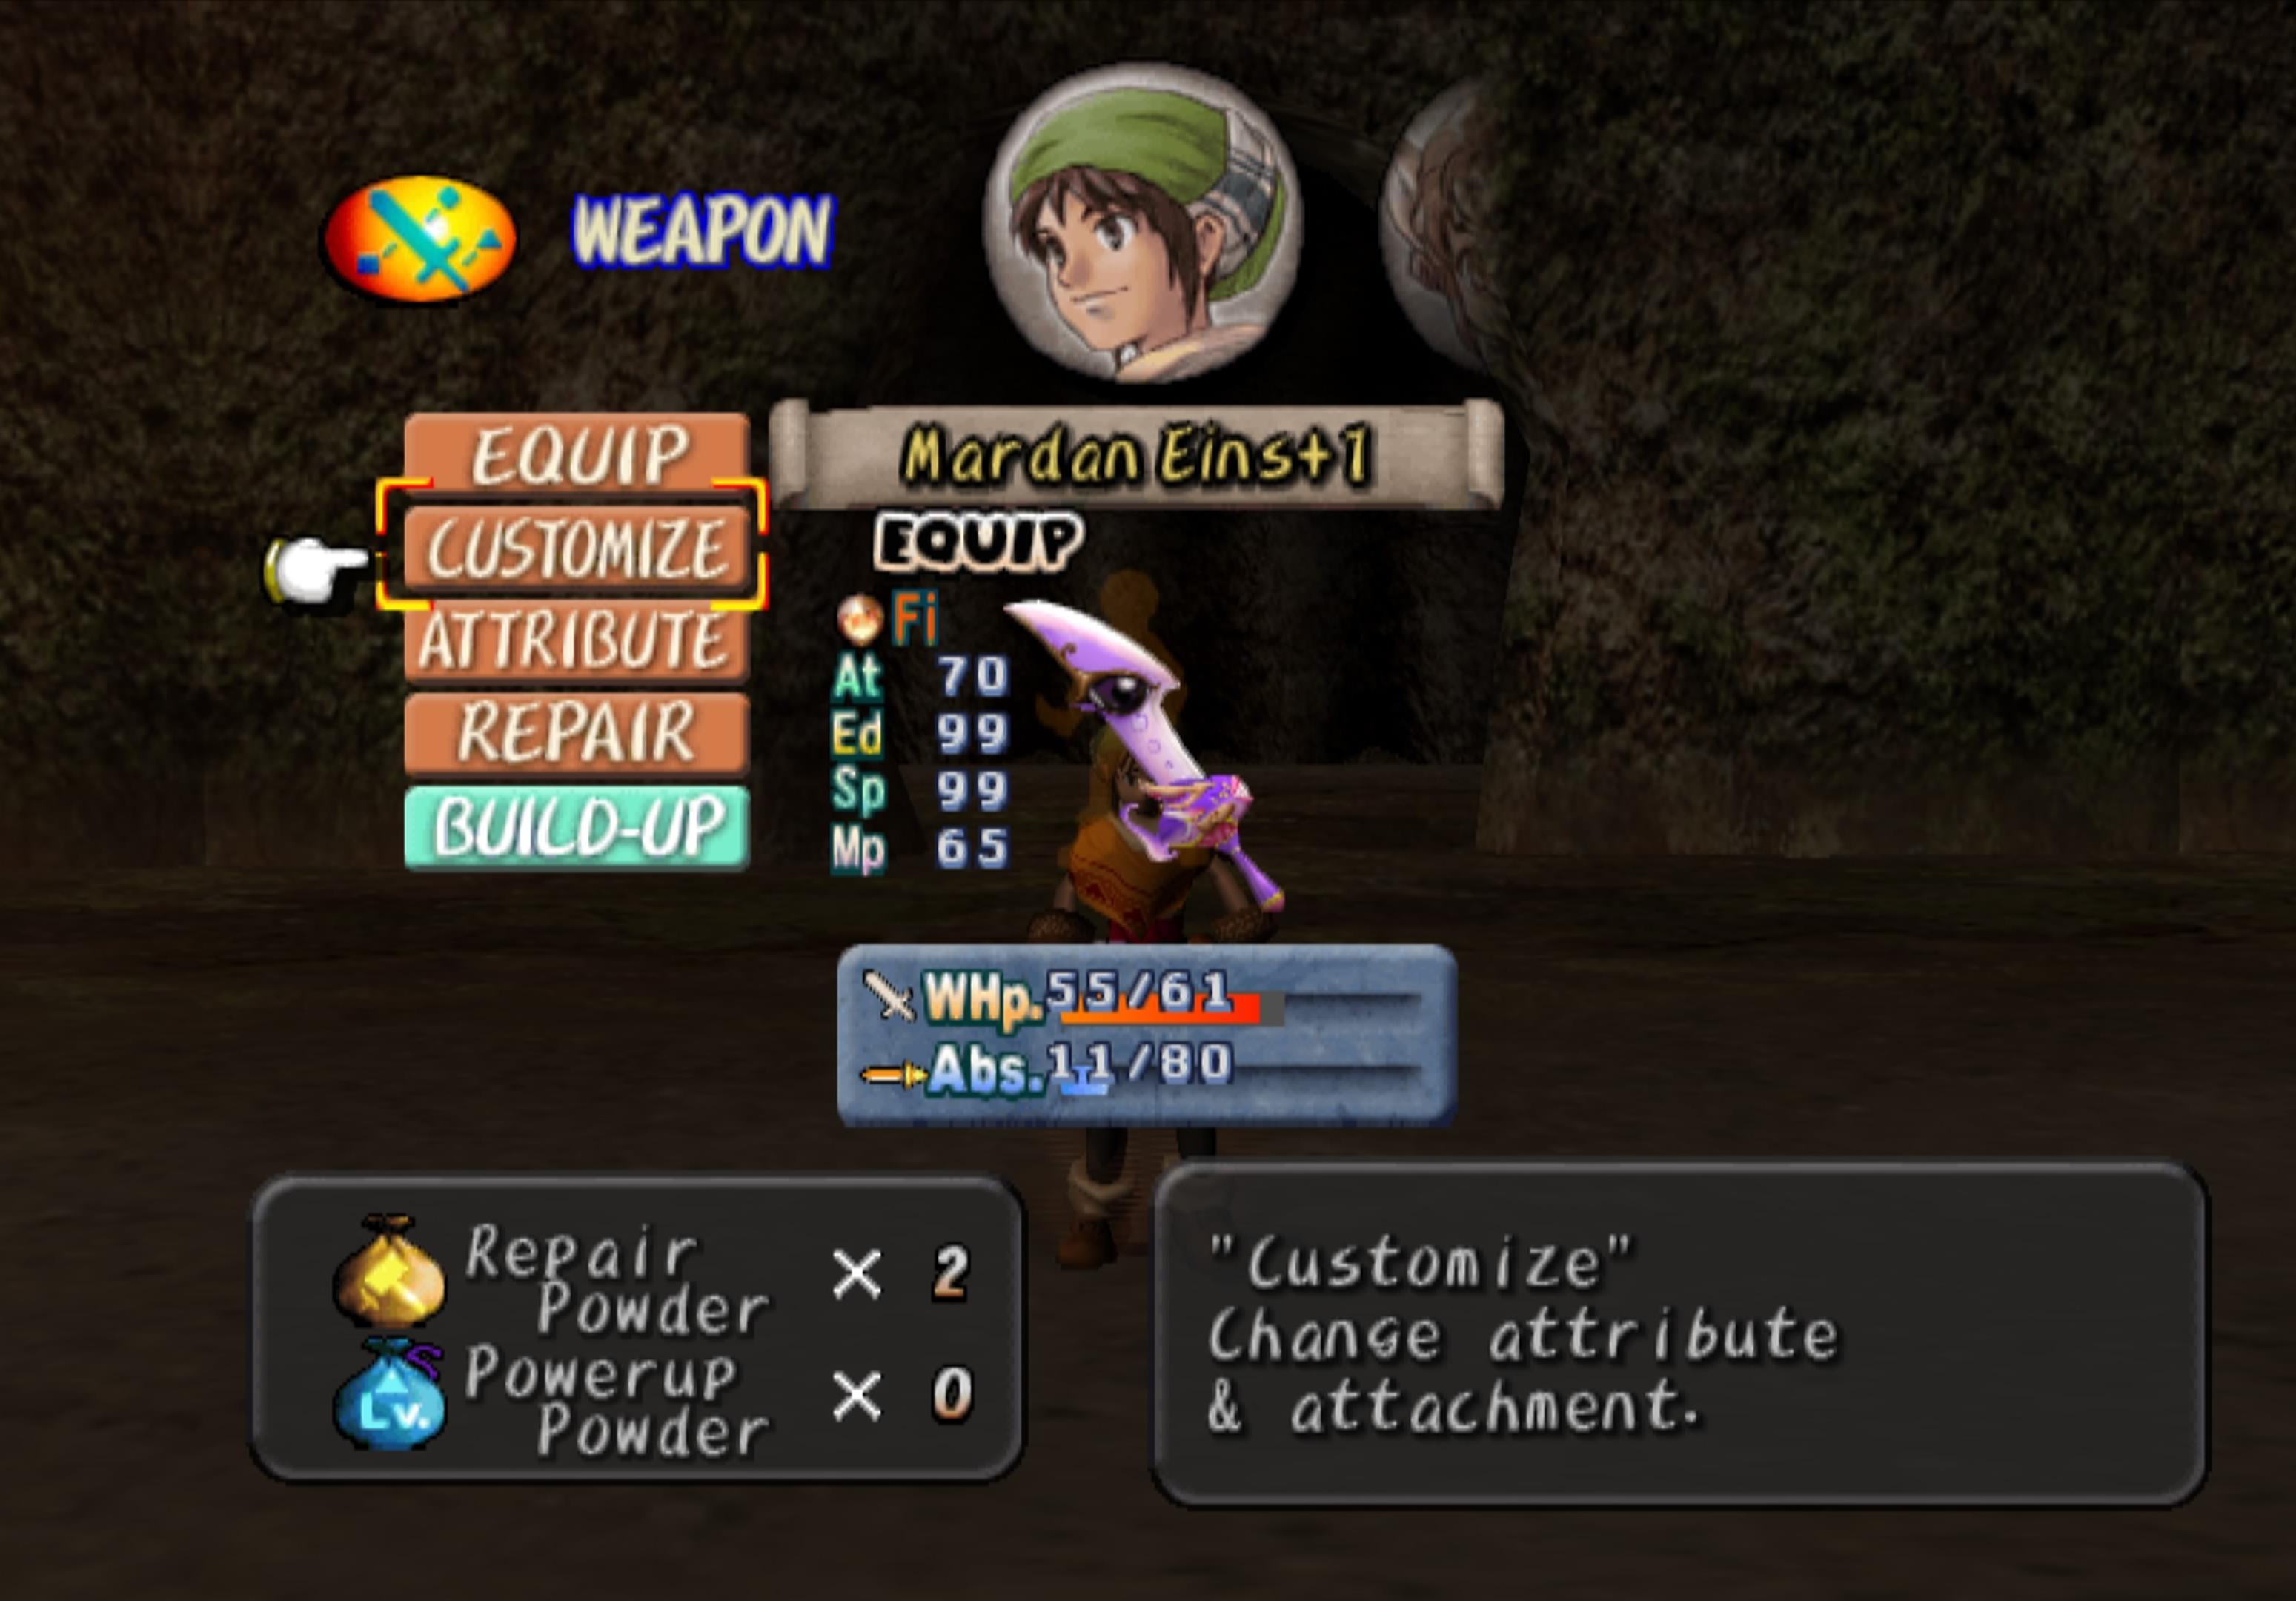 WEAPON
EQUIP
CUSTOMIZE
ATTRIBUTE
REPAIR
BUILD-UP
Mardan Eins+1
EQUIP
Fi
At 70
Ed 99
Sp 99
Mp 65
WHp. 55/61
Abs. 11/80
Repair
Powder × 2
Lv.
Powerup
Powder × 0
"Customize"
Change attribute
& attachment.